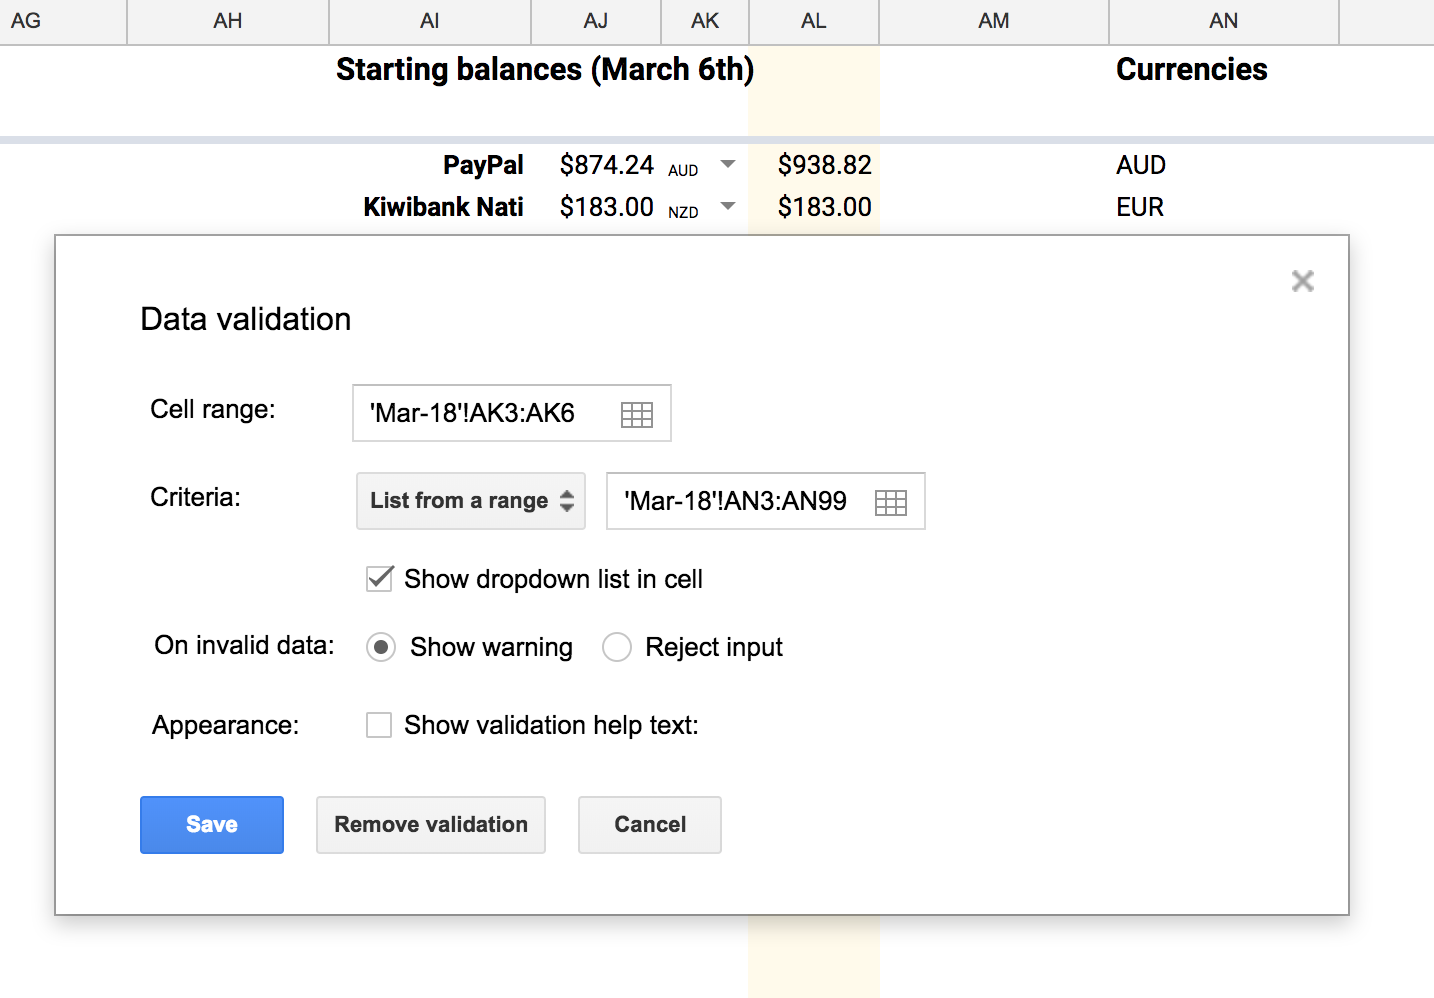 AG AH AI AJ AK AL AM AN
Starting balances (March 6th) Currencies
PayPal $874.24 AUD $938.82 AUD
Kiwibank Nati $183.00 NZD $183.00 EUR
Data validation
Cell range: 'Mar-18'!AK3:AK6
Criteria: List from a range 'Mar-18'!AN3:AN99
Show dropdown list in cell
On invalid data: Show warning Reject input
Appearance: Show validation help text:
Save Remove validation Cancel